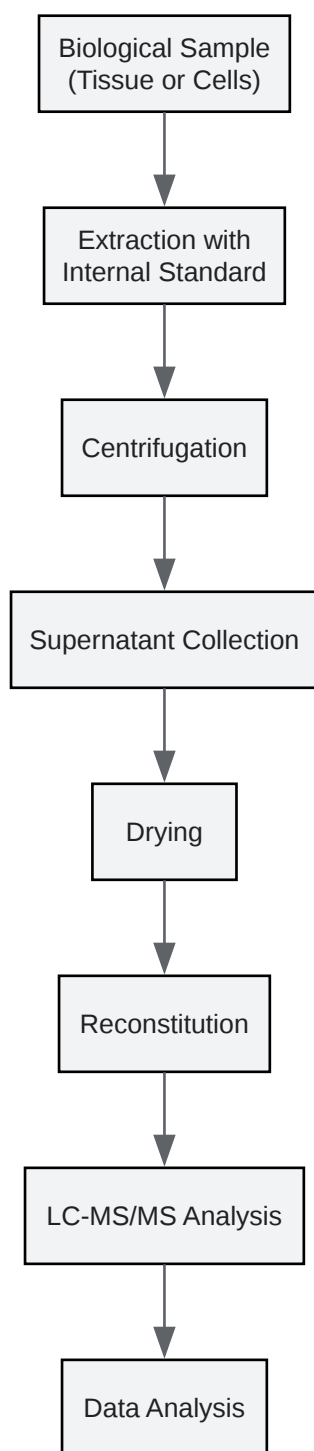 Biological Sample
(Tissue or Cells)
Extraction with
Internal Standard
Centrifugation
Supernatant Collection
Drying
Reconstitution
LC-MS/MS Analysis
Data Analysis